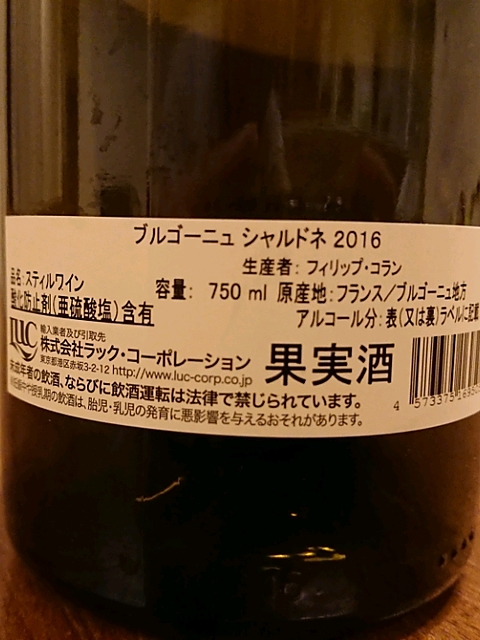 ブルゴーニュ シャルドネ 2016
生産者: フィリップ・コラン
品名: スティルワイン
容量: 750 ml 原産地: フランス/ブルゴーニュ地方
酸化防止剤(亜硫酸塩)含有
アルコール分: 表(又は裏)ラベルに記載
LUC
輸入業者及び引取先
株式会社ラック・コーポレーション
東京都港区赤坂3-2-12 http://www.luc-corp.co.jp
果実酒
未成年者の飲酒、ならびに飲酒運転は法律で禁じられています。
妊娠中や授乳期の飲酒は、胎児・乳児の発育に悪影響を与えるおそれがあります。
4 573375